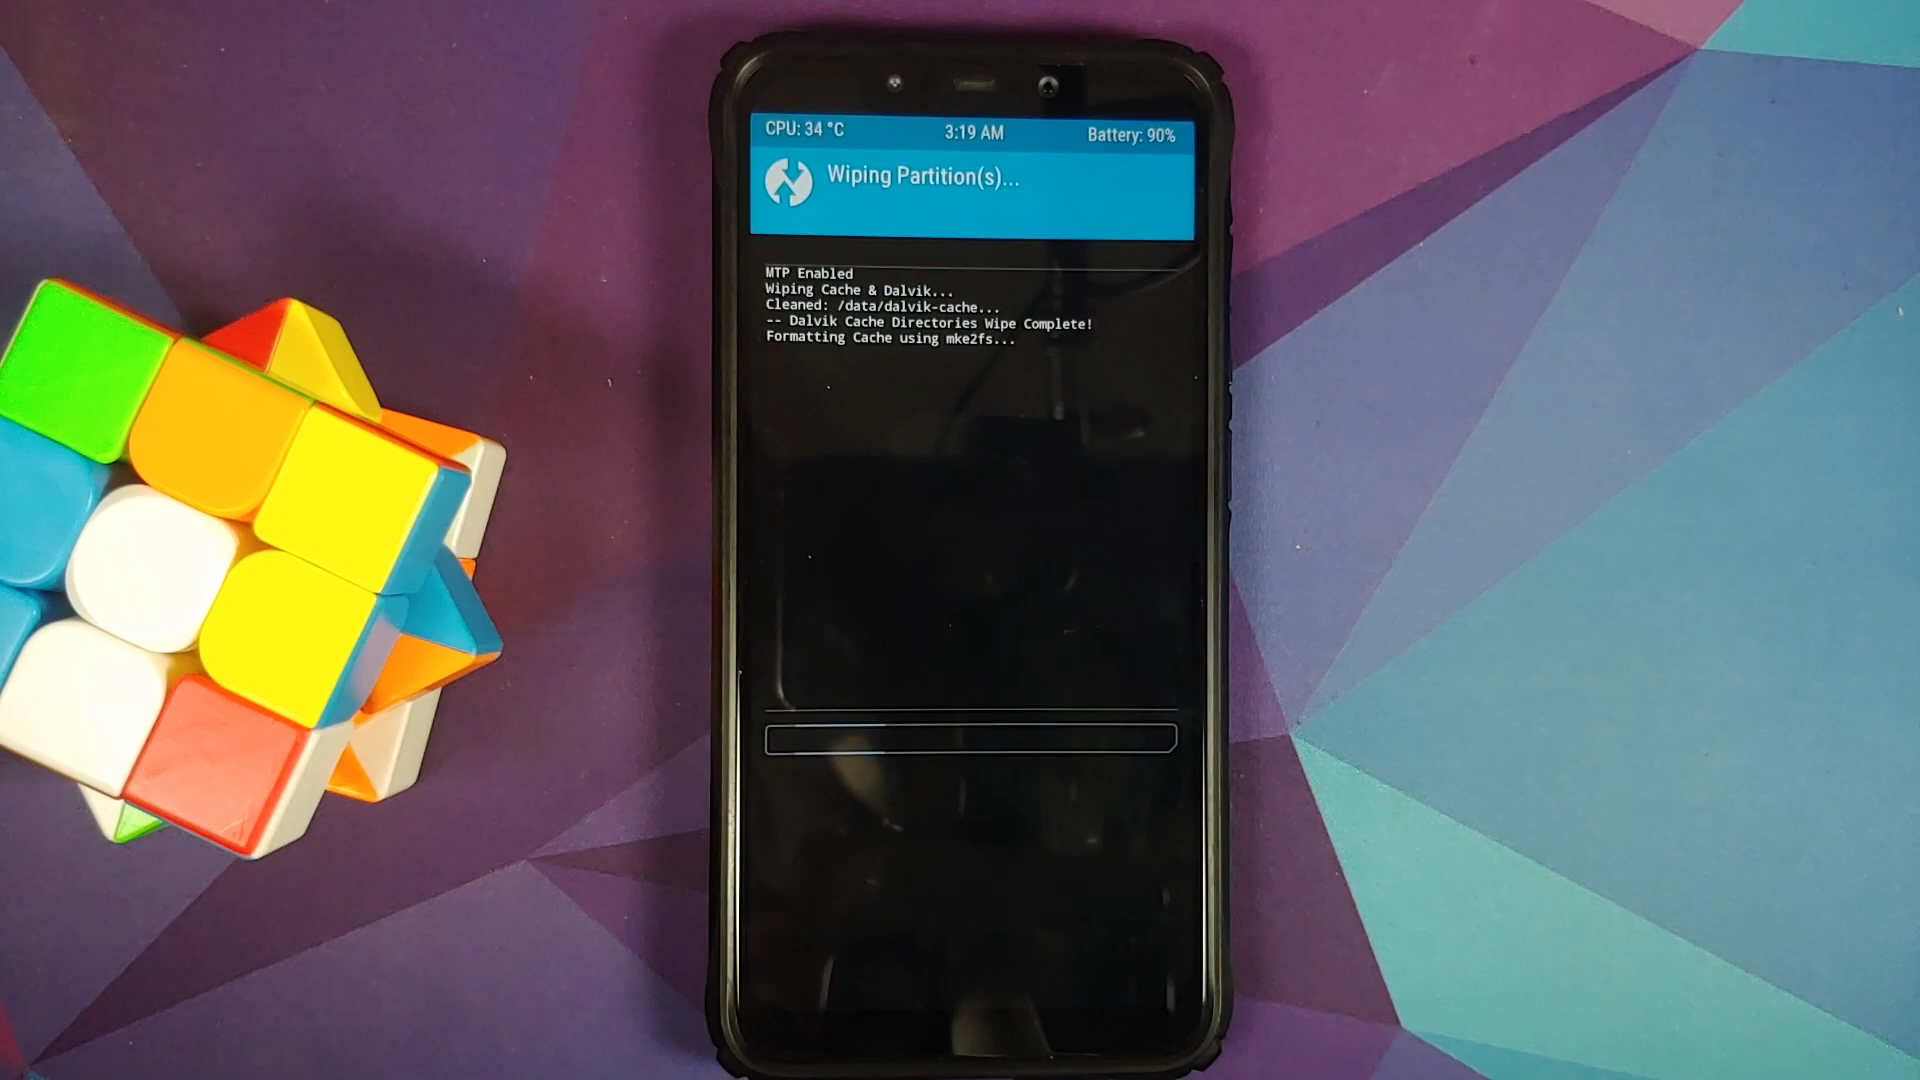 CPU: 34 °C 3:19 AM Battery: 90%
Wiping Partition(s)...
MTP Enabled
Wiping Cache & Dalvik...
Cleaned: /data/dalvik-cache...
-- Dalvik Cache Directories Wipe Complete!
Formatting Cache using mke2fs...